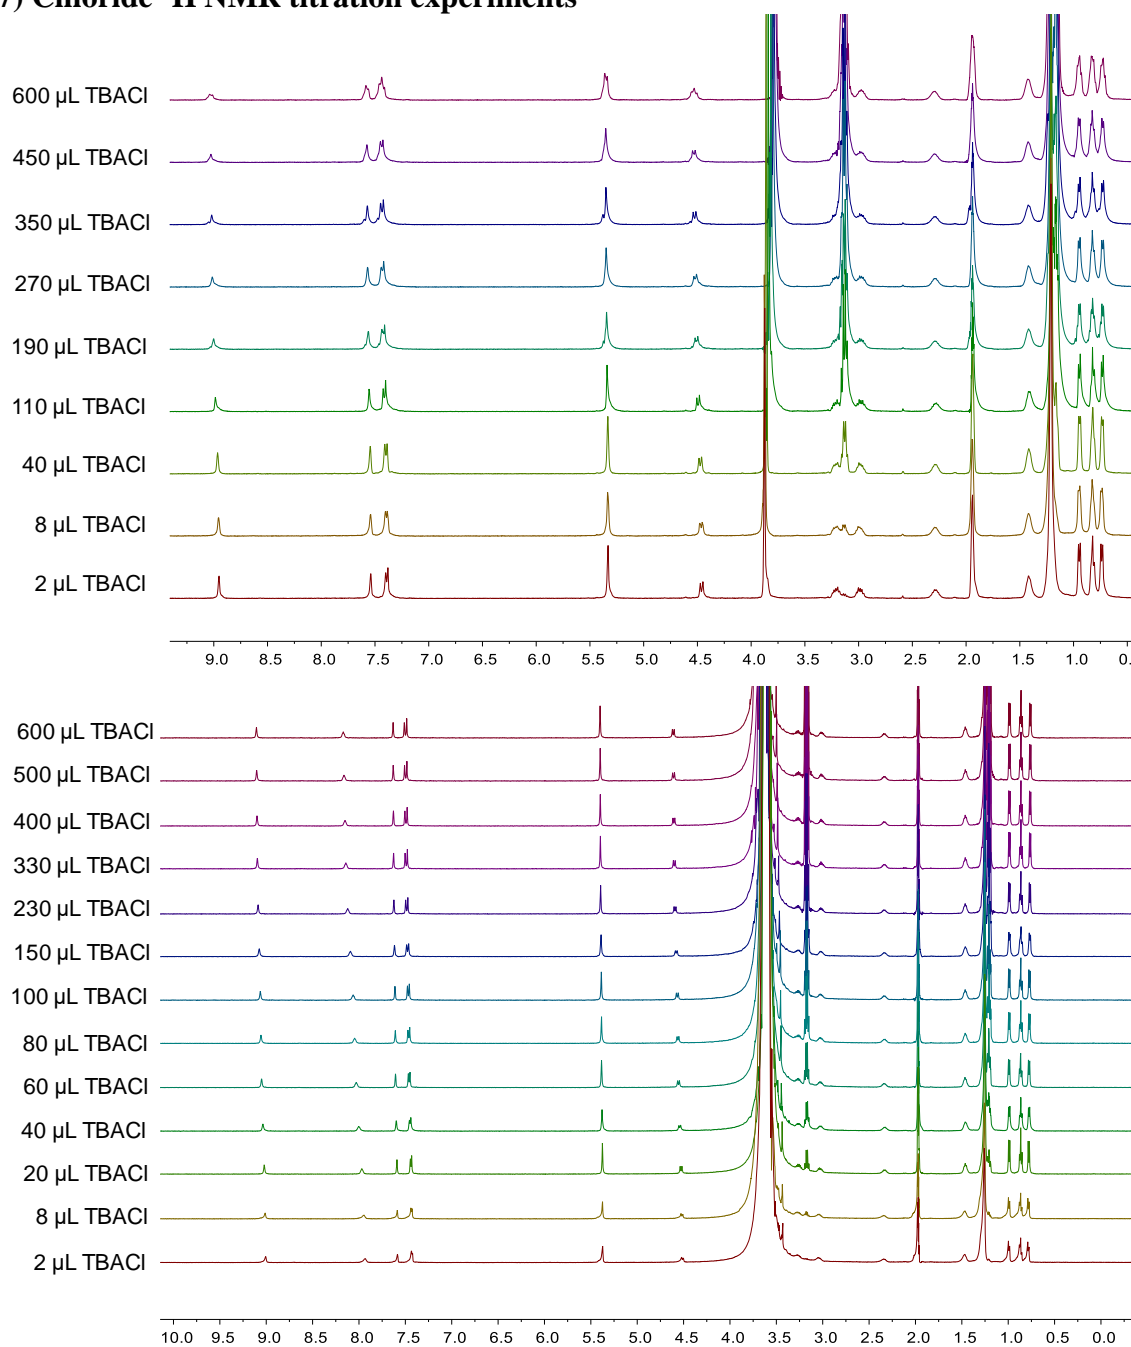 7) Chloride ¹H NMR titration experiments
600 µL TBACl
450 µL TBACl
350 µL TBACl
270 µL TBACl
190 µL TBACl
110 µL TBACl
40 µL TBACl
8 µL TBACl
2 µL TBACl
9.0 8.5 8.0 7.5 7.0 6.5 6.0 5.5 5.0 4.5 4.0 3.5 3.0 2.5 2.0 1.5 1.0 0.
600 µL TBACl
500 µL TBACl
400 µL TBACl
330 µL TBACl
230 µL TBACl
150 µL TBACl
100 µL TBACl
80 µL TBACl
60 µL TBACl
40 µL TBACl
20 µL TBACl
8 µL TBACl
2 µL TBACl
10.0 9.5 9.0 8.5 8.0 7.5 7.0 6.5 6.0 5.5 5.0 4.5 4.0 3.5 3.0 2.5 2.0 1.5 1.0 0.5 0.0